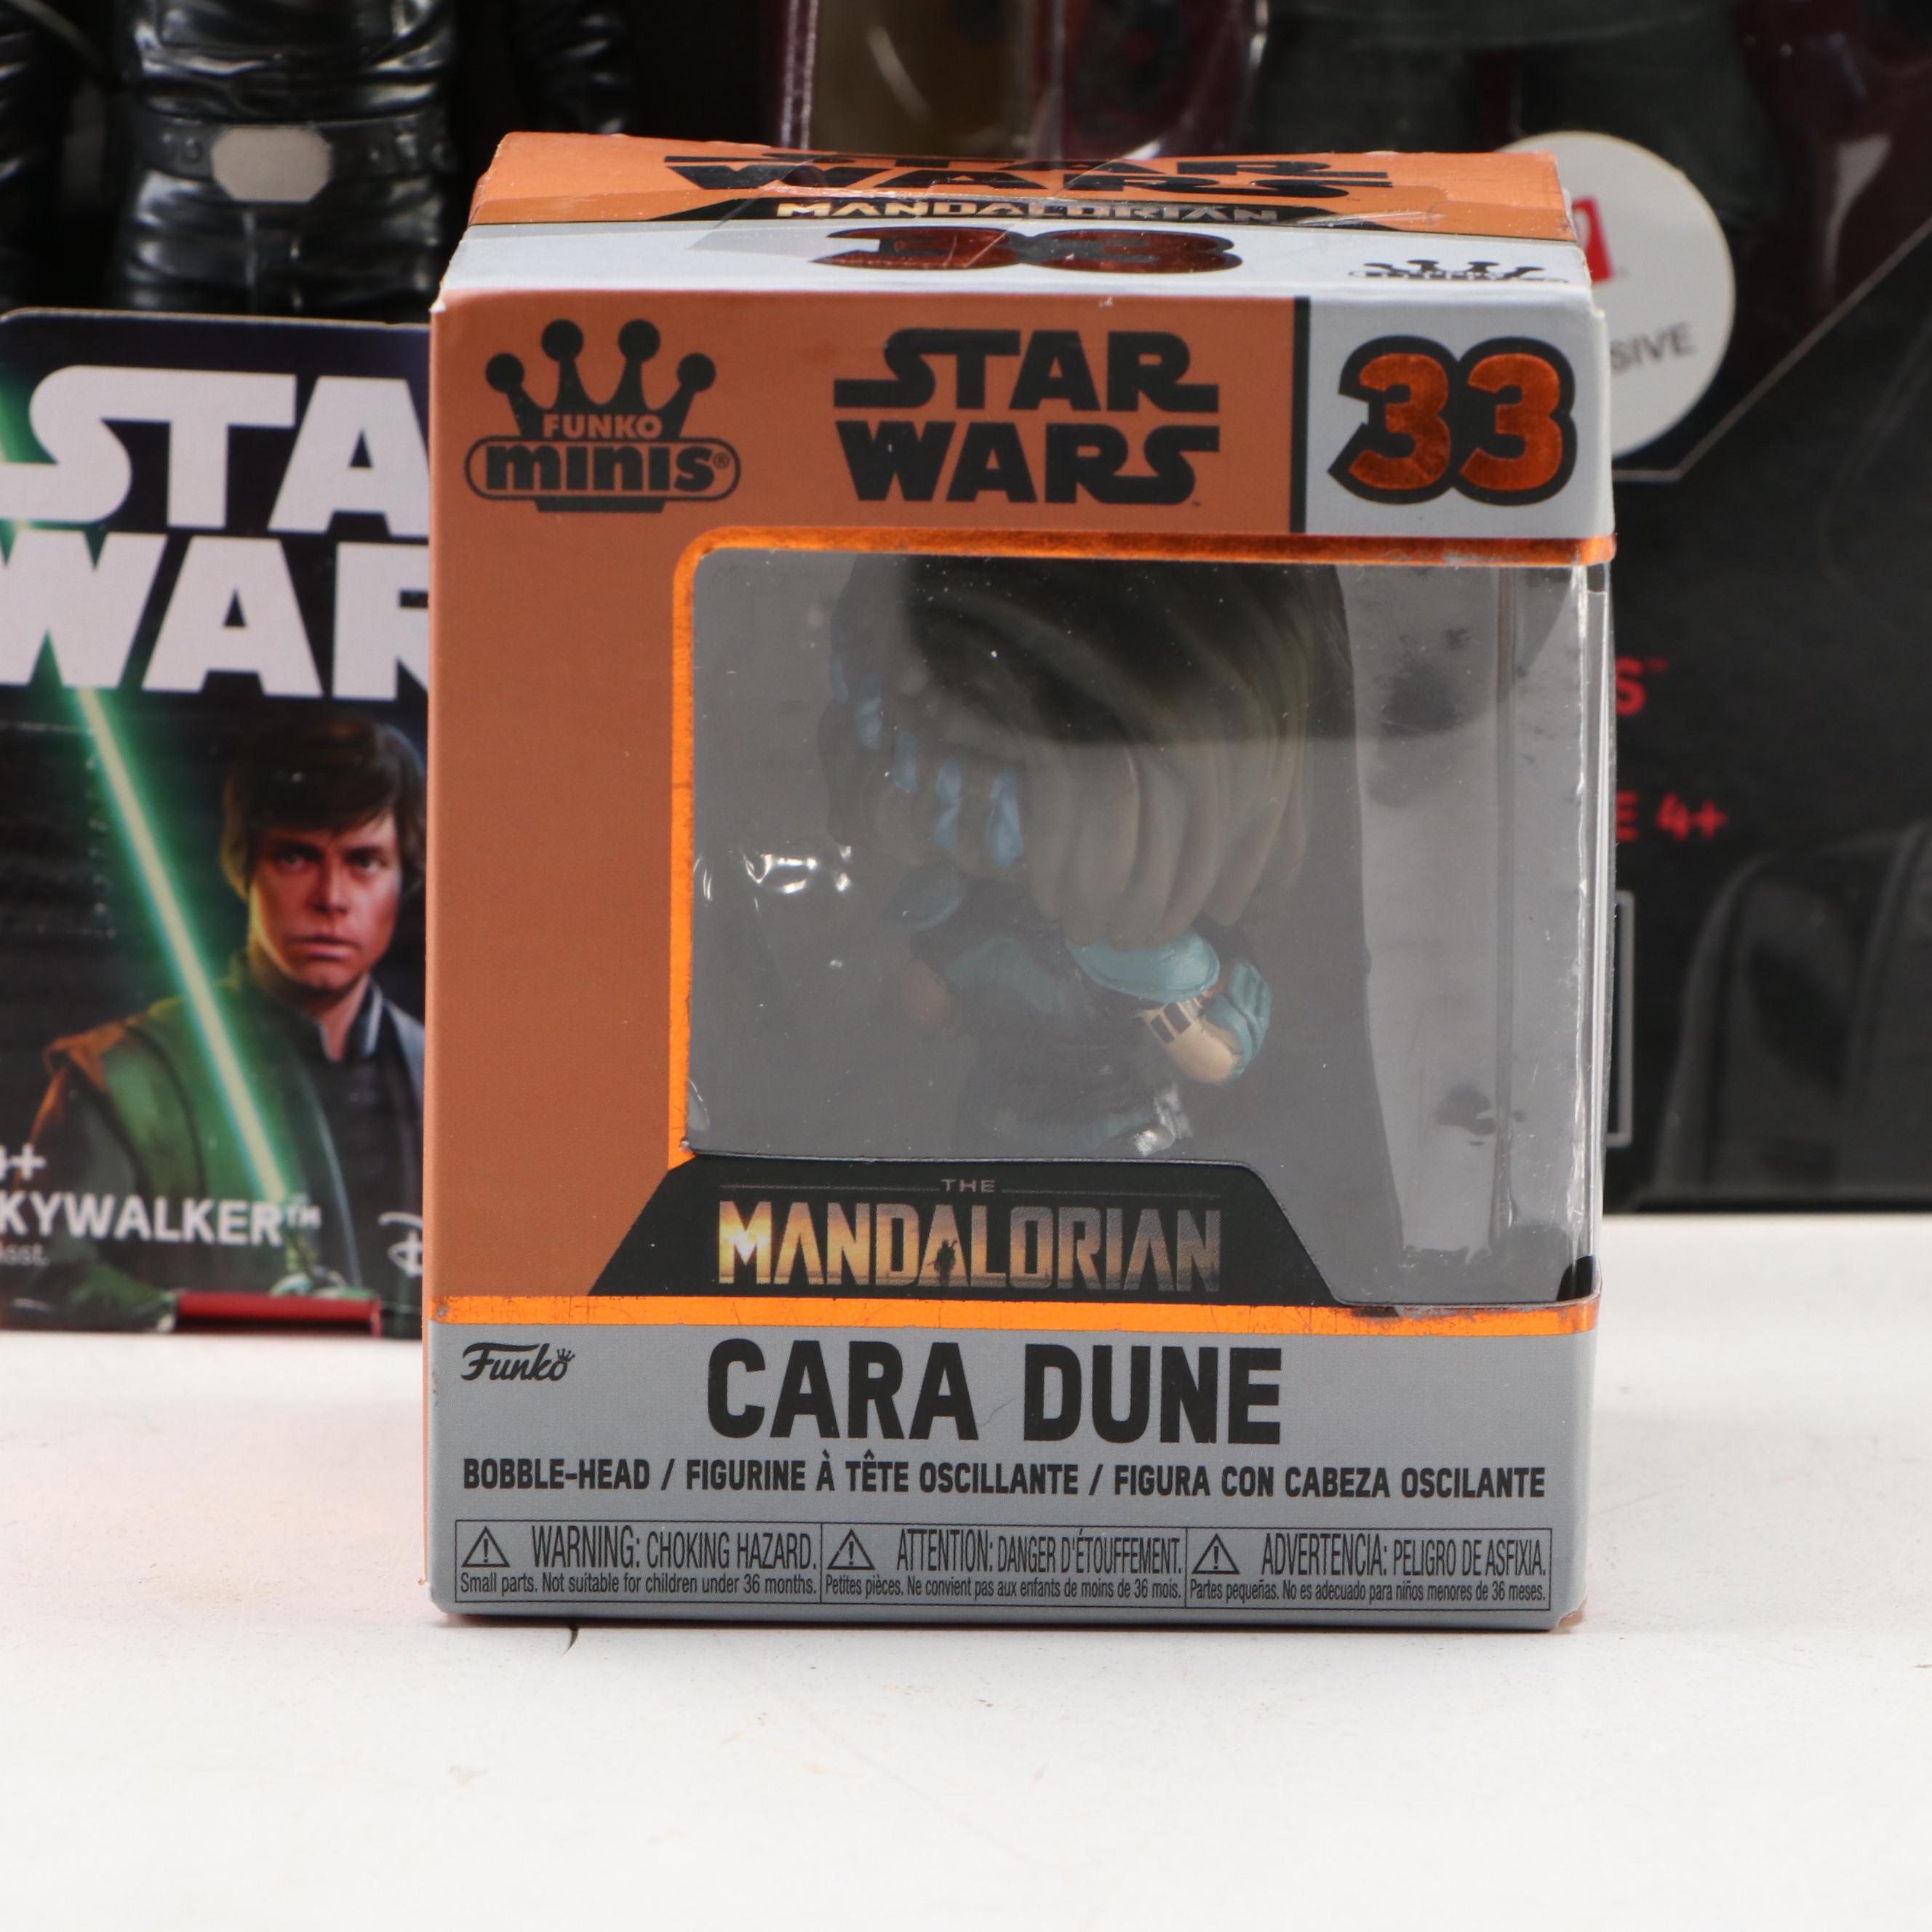 STAR
WARS
MANDALORIAN
33
FUNKO
minis®
STAR
WARS
33
THE
MANDALORIAN
Funko
CARA DUNE
BOBBLE-HEAD / FIGURINE À TÊTE OSCILLANTE / FIGURA CON CABEZA OSCILANTE
WARNING: CHOKING HAZARD.
Small parts. Not suitable for children under 36 months.
ATTENTION: DANGER D'ÉTOUFFEMENT.
Petites pièces. Ne convient pas aux enfants de moins de 36 mois.
ADVERTENCIA: PELIGRO DE ASFIXIA.
Partes pequeñas. No es adecuado para niños menores de 36 meses.
STA
WAR
KYWALKER™
SIVE
S™
E 4+